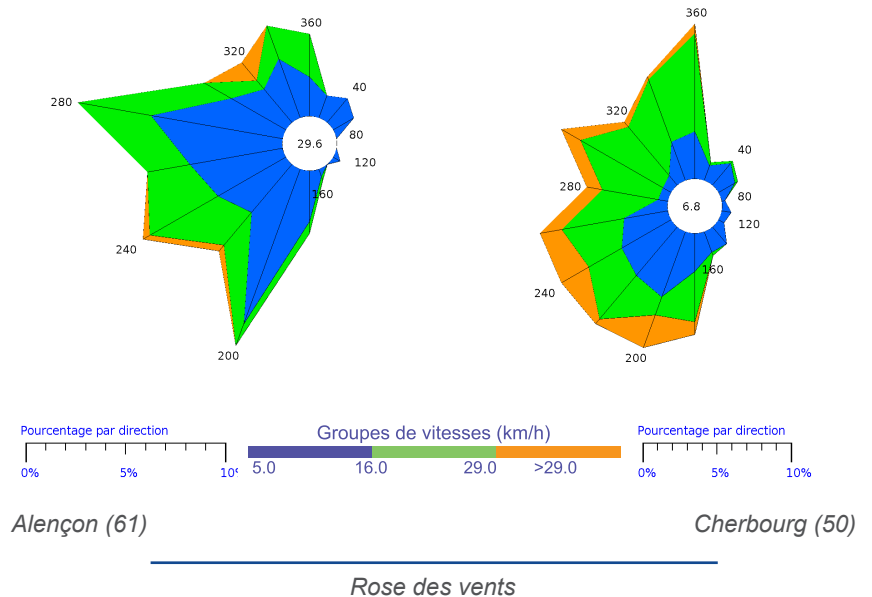 360
320
40
280
29.6
80
120
160
240
200
360
320
40
280
6.8
80
120
160
240
200
Pourcentage par direction
0% 5% 10%
Groupes de vitesses (km/h)
5.0 16.0 29.0 >29.0
Pourcentage par direction
0% 5% 10%
Alençon (61)
Cherbourg (50)
Rose des vents